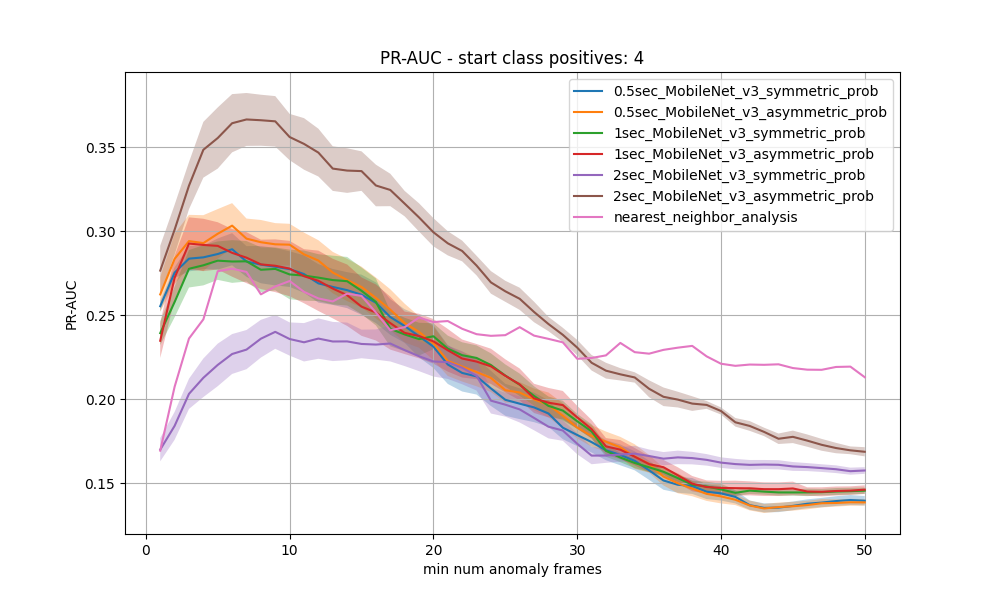 PR-AUC - start class positives: 4
0.5sec_MobileNet_v3_symmetric_prob
0.5sec_MobileNet_v3_asymmetric_prob
1sec_MobileNet_v3_symmetric_prob
1sec_MobileNet_v3_asymmetric_prob
2sec_MobileNet_v3_symmetric_prob
2sec_MobileNet_v3_asymmetric_prob
nearest_neighbor_analysis
PR-AUC
0.35
0.30
0.25
0.20
0.15
0 10 20 30 40 50
min num anomaly frames